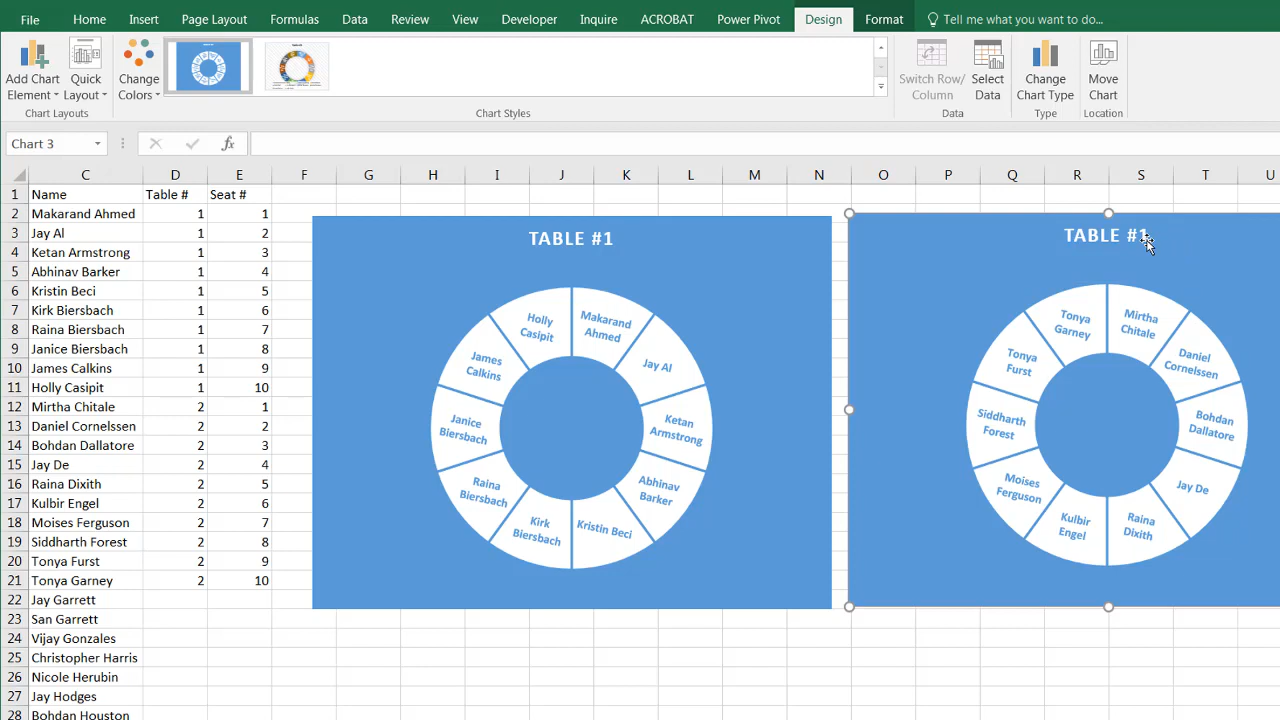 File Home Insert Page Layout Formulas Data Review View Developer Inquire ACROBAT Power Pivot Design Format Tell me what you want to do...
Add Chart
Element
Quick
Layout
Change
Colors
Switch Row/
Column
Select
Data
Change
Chart Type
Move
Chart
Chart Layouts Chart Styles Data Type Location
Chart 3 fx
C D E F G H I J K L M N O P Q R S T U
1 Name Table # Seat #
2 Makarand Ahmed 1 1
3 Jay Al 1 2
4 Ketan Armstrong 1 3
5 Abhinav Barker 1 4
6 Kristin Beci 1 5
7 Kirk Biersbach 1 6
8 Raina Biersbach 1 7
9 Janice Biersbach 1 8
10 James Calkins 1 9
11 Holly Casipit 1 10
12 Mirtha Chitale 2 1
13 Daniel Cornelssen 2 2
14 Bohdan Dallatore 2 3
15 Jay De 2 4
16 Raina Dixith 2 5
17 Kulbir Engel 2 6
18 Moises Ferguson 2 7
19 Siddharth Forest 2 8
20 Tonya Furst 2 9
21 Tonya Garney 2 10
22 Jay Garrett
23 San Garrett
24 Vijay Gonzales
25 Christopher Harris
26 Nicole Herubin
27 Jay Hodges
28 Bohdan Houston
TABLE #1
Makarand
Ahmed
Jay Al
Ketan
Armstrong
Abhinav
Barker
Kristin Beci
Kirk
Biersbach
Raina
Biersbach
Janice
Biersbach
James
Calkins
Holly
Casipit
TABLE #1
Mirtha
Chitale
Daniel
Cornelssen
Bohdan
Dallatore
Jay De
Raina
Dixith
Kulbir
Engel
Moises
Ferguson
Siddharth
Forest
Tonya
Furst
Tonya
Garney